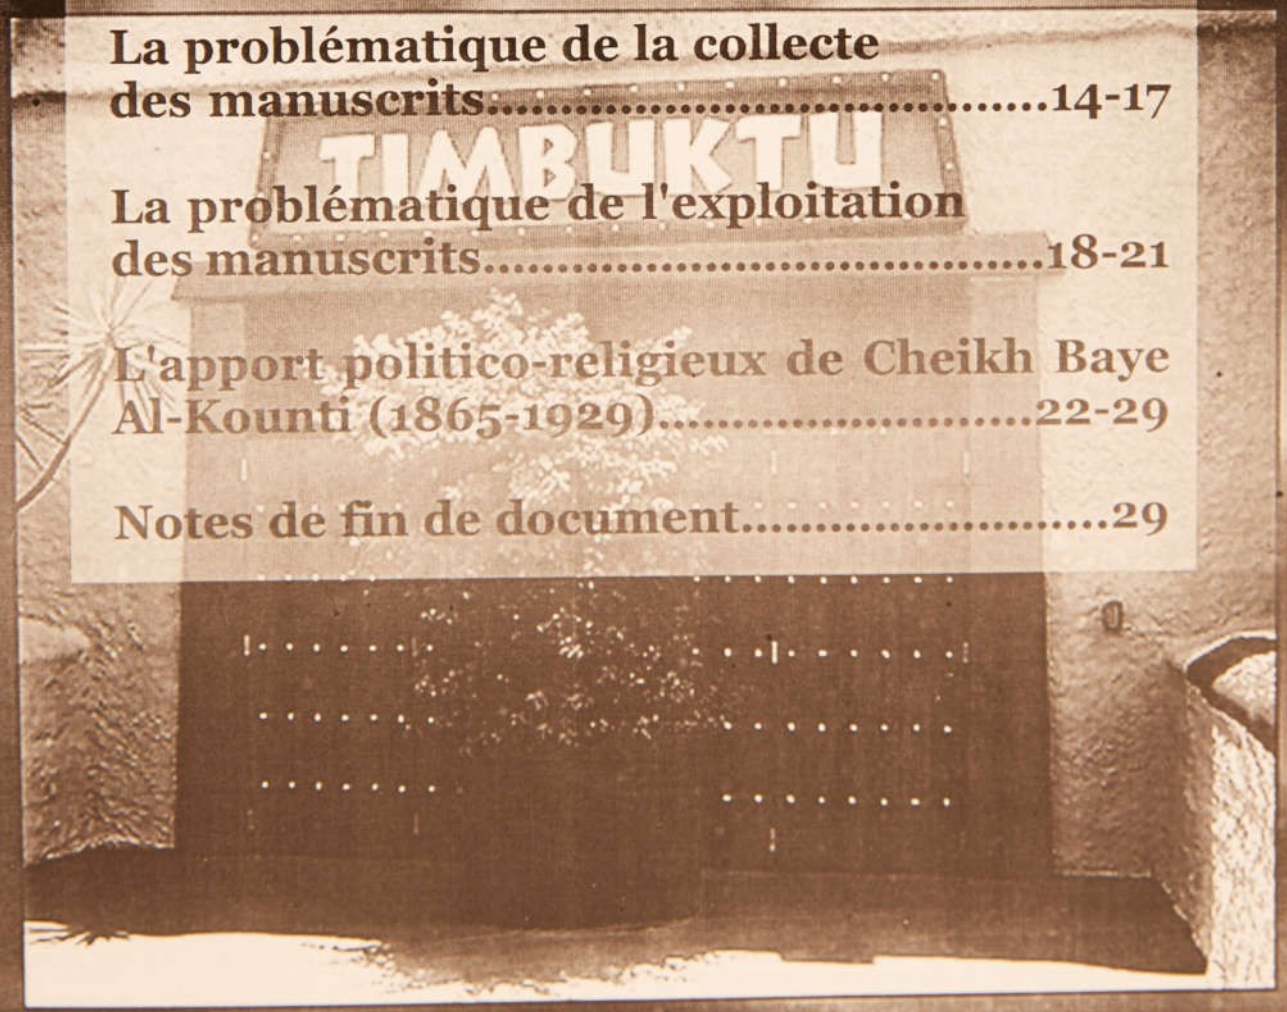 La problématique de la collecte
des manuscrits......................................14-17
TIMBUKTU
La problématique de l'exploitation
des manuscrits......................................18-21
L'apport politico-religieux de Cheikh Baye
Al-Kounti (1865-1929)..........................22-29
Notes de fin de document.........................29